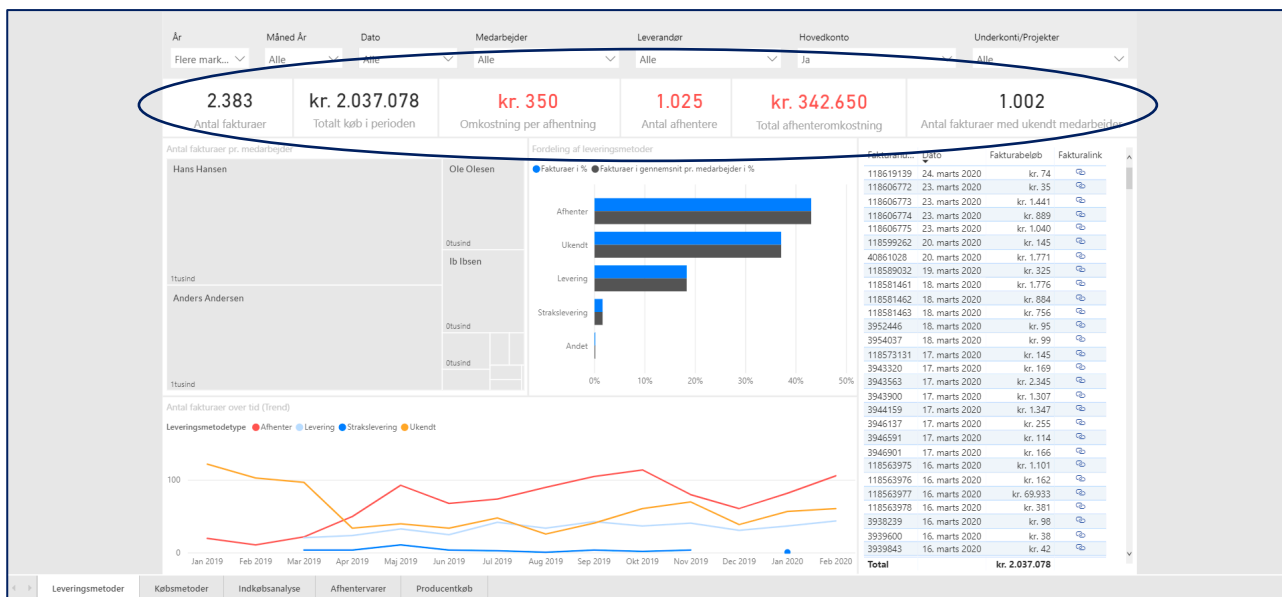 År Måned År Dato Medarbejder Leverandør Hovedkonto Underkonti/Projekter
Flere mark... Alle Alle Alle Alle Ja Alle
2.383 kr. 2.037.078 kr. 350 1.025 kr. 342.650 1.002
Antal fakturaer Totalt køb i perioden Omkostning per afhentning Antal afhentere Total afhenteromkostning Antal fakturaer med ukendt medarbejder
Antal fakturaer pr. medarbejder
Hans Hansen
1tusind
Anders Andersen
1tusind
Ole Olesen
0tusind
Ib Ibsen
0tusind
0tusind
Fordeling af leveringsmetoder
Fakturaer i % Fakturaer i gennemsnit pr. medarbejder i %
Afhenter
Ukendt
Levering
Strakslevering
Andet
0% 10% 20% 30% 40% 50%
Fakturanu... Dato Fakturabeløb Fakturalink
118619139 24. marts 2020 kr. 74
118606772 23. marts 2020 kr. 35
118606773 23. marts 2020 kr. 1.441
118606774 23. marts 2020 kr. 889
118606775 23. marts 2020 kr. 1.040
118599262 20. marts 2020 kr. 145
40861028 20. marts 2020 kr. 1.771
118589032 19. marts 2020 kr. 325
118581461 18. marts 2020 kr. 1.776
118581462 18. marts 2020 kr. 884
118581463 18. marts 2020 kr. 756
3952446 18. marts 2020 kr. 95
3954037 18. marts 2020 kr. 99
118573131 17. marts 2020 kr. 145
3943320 17. marts 2020 kr. 169
3943563 17. marts 2020 kr. 2.345
3943900 17. marts 2020 kr. 1.307
3944159 17. marts 2020 kr. 1.347
3946137 17. marts 2020 kr. 255
3946591 17. marts 2020 kr. 114
3946901 17. marts 2020 kr. 166
118563975 16. marts 2020 kr. 1.101
118563976 16. marts 2020 kr. 162
118563977 16. marts 2020 kr. 69.933
118563978 16. marts 2020 kr. 381
3938239 16. marts 2020 kr. 98
3939600 16. marts 2020 kr. 38
3939843 16. marts 2020 kr. 42
Total kr. 2.037.078
Antal fakturaer over tid (Trend)
Leveringsmetodetype Afhenter Levering Strakslevering Ukendt
100
0
Jan 2019 Feb 2019 Mar 2019 Apr 2019 Maj 2019 Jun 2019 Jul 2019 Aug 2019 Sep 2019 Okt 2019 Nov 2019 Dec 2019 Jan 2020 Feb 2020
Leveringsmetoder Købsmetoder Indkøbsanalyse Afhentervarer Producentkøb